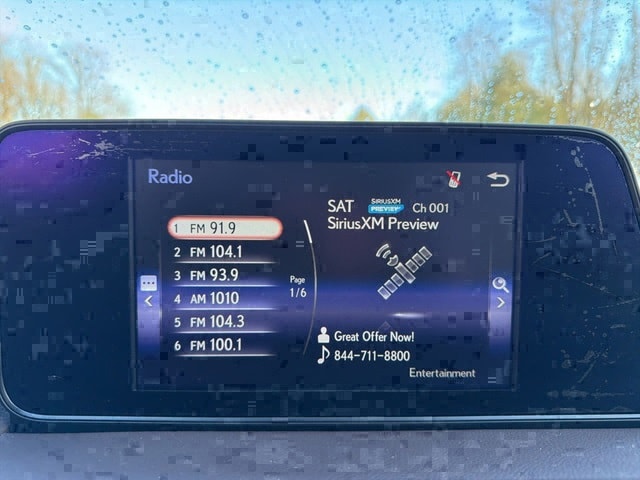 Radio
SAT SIRIUSXM PREVIEW Ch 001
SiriusXM Preview
1 FM 91.9
2 FM 104.1
3 FM 93.9
4 AM 1010
5 FM 104.3
6 FM 100.1
Page
1/6
Great Offer Now!
844-711-8800
Entertainment